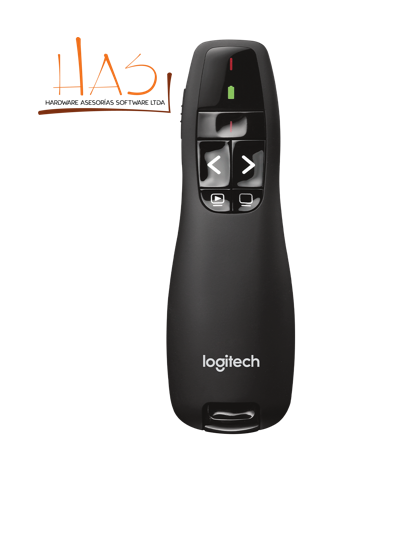 HAS
HARDWARE ASESORÍAS SOFTWARE LTDA
logitech